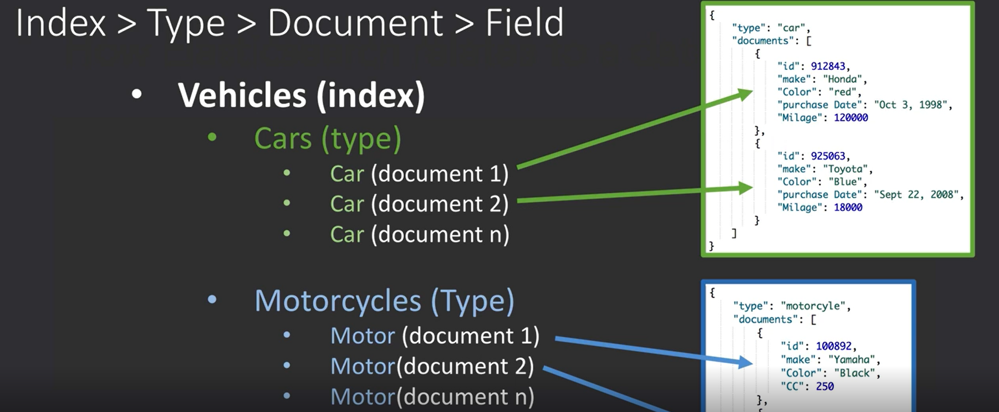 Index > Type > Document > Field
• Vehicles (index)
• Cars (type)
• Car (document 1)
• Car (document 2)
• Car (document n)
• Motorcycles (Type)
• Motor (document 1)
• Motor(document 2)
• Motor(document n)
{
"type": "car",
"documents": [
{
"id": 912843,
"make": "Honda",
"Color": "red",
"purchase Date": "Oct 3, 1998",
"Milage": 120000
},
{
"id": 925063,
"make": "Toyota",
"Color": "Blue",
"purchase Date": "Sept 22, 2008",
"Milage": 18000
}
]
}
{
"type": "motorcyle",
"documents": [
{
"id": 100892,
"make": "Yamaha",
"Color": "Black",
"CC": 250
},
{